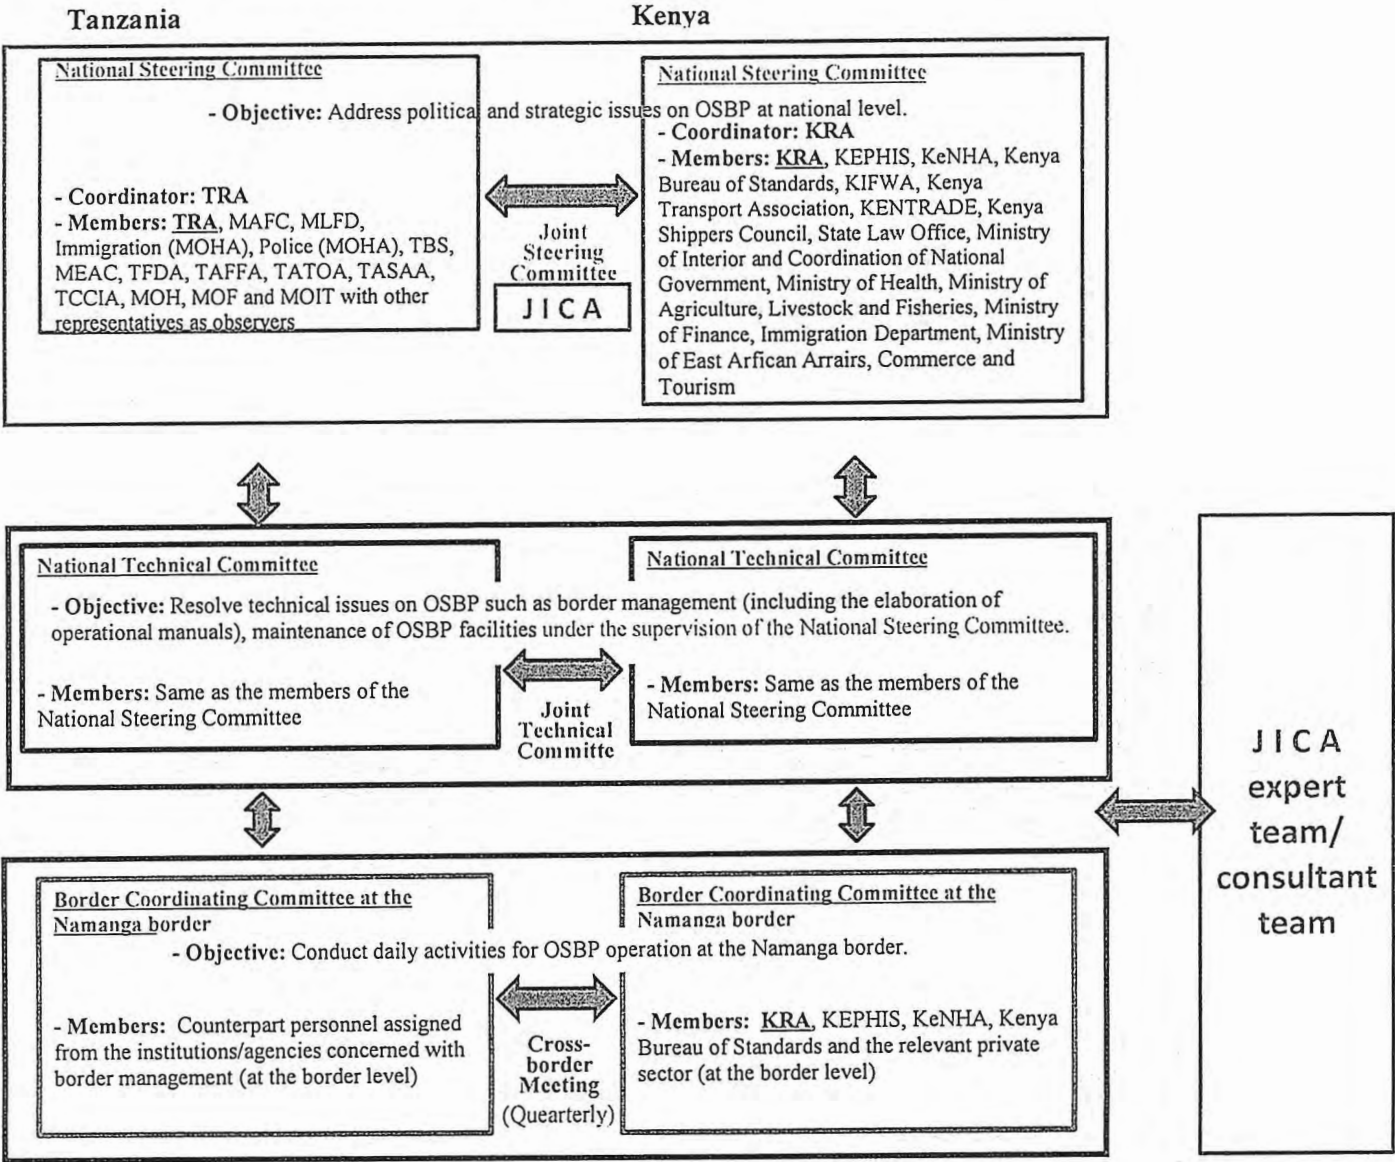 Tanzania
Kenya
National Steering Committee
National Steering Committee
- Objective: Address political and strategic issues on OSBP at national level.
- Coordinator: TRA
- Members: TRA, MAFC, MLFD,
Immigration (MOHA), Police (MOHA), TBS,
MEAC, TFDA, TAFFA, TATOA, TASAA,
TCCIA, MOH, MOF and MOIT with other
representatives as observers
Joint
Steering
Committee
JICA
- Coordinator: KRA
- Members: KRA, KEPHIS, KeNHA, Kenya
Bureau of Standards, KIFWA, Kenya
Transport Association, KENTRADE, Kenya
Shippers Council, State Law Office, Ministry
of Interior and Coordination of National
Government, Ministry of Health, Ministry of
Agriculture, Livestock and Fisheries, Ministry
of Finance, Immigration Department, Ministry
of East Arfican Arrairs, Commerce and
Tourism
National Technical Committee
National Technical Committee
- Objective: Resolve technical issues on OSBP such as border management (including the elaboration of
operational manuals), maintenance of OSBP facilities under the supervision of the National Steering Committee.
- Members: Same as the members of the
National Steering Committee
Joint
Technical
Committe
- Members: Same as the members of the
National Steering Committee
Border Coordinating Committee at the
Namanga border
Border Coordinating Committee at the
Namanga border
- Objective: Conduct daily activities for OSBP operation at the Namanga border.
- Members: Counterpart personnel assigned
from the institutions/agencies concerned with
border management (at the border level)
Cross-
border
Meeting
(Quearterly)
- Members: KRA, KEPHIS, KeNHA, Kenya
Bureau of Standards and the relevant private
sector (at the border level)
JICA
expert
team/
consultant
team